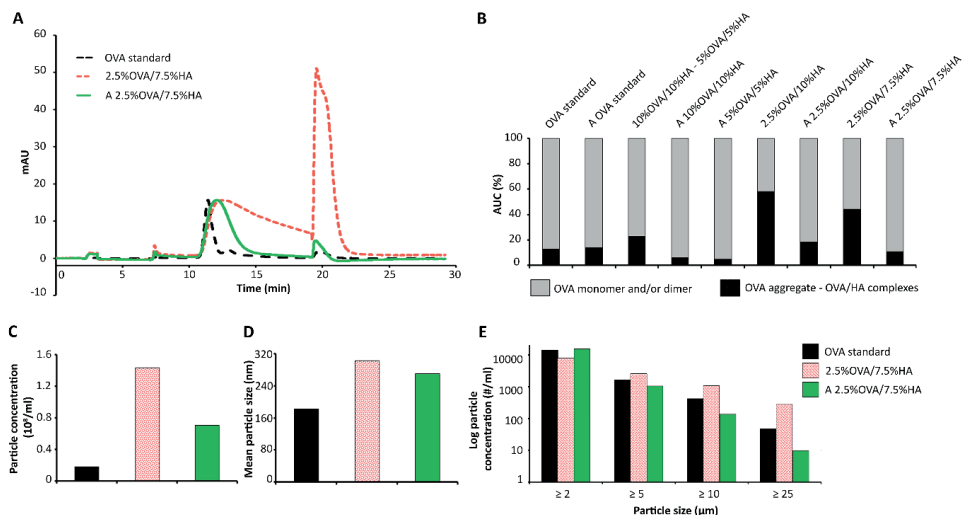 A
60
50
40
30
20
10
0
-10
mAU
0
5
10
15
20
25
30
Time (min)
OVA standard
2.5%OVA/7.5%HA
A 2.5%OVA/7.5%HA
B
OVA standard
A OVA standard
10%OVA/10%HA - 5%OVA/5%HA
A 10%OVA/10%HA
A 5%OVA/5%HA
2.5%OVA/10%HA
A 2.5%OVA/10%HA
2.5%OVA/7.5%HA
A 2.5%OVA/7.5%HA
100
80
60
40
20
0
AUC (%)
OVA monomer and/or dimer
OVA aggregate - OVA/HA complexes
C
Particle concentration
(10⁸/ml)
1.6
1.2
0.8
0.4
0
D
Mean particle size (nm)
320
240
160
80
0
E
Log particle
concentration (#/ml)
10000
1000
100
10
1
≥ 2
≥ 5
≥ 10
≥ 25
Particle size (µm)
OVA standard
2.5%OVA/7.5%HA
A 2.5%OVA/7.5%HA